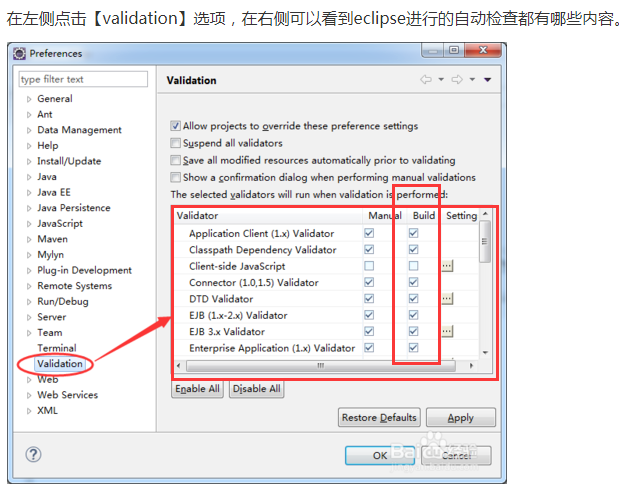 在左侧点击【validation】选项，在右侧可以看到eclipse进行的自动检查都有哪些内容。
Preferences
type filter text
Validation
General
Ant
Data Management
Help
Install/Update
Java
Java EE
Java Persistence
JavaScript
Maven
Mylyn
Plug-in Development
Remote Systems
Run/Debug
Server
Team
Terminal
Validation
Web
Web Services
XML
Allow projects to override these preference settings
Suspend all validators
Save all modified resources automatically prior to validating
Show a confirmation dialog when performing manual validations
The selected validators will run when validation is performed:
Validator Manual Build Setting
Application Client (1.x) Validator
Classpath Dependency Validator
Client-side JavaScript ...
Connector (1.0,1.5) Validator
DTD Validator ...
EJB (1.x-2.x) Validator
EJB 3.x Validator ...
Enterprise Application (1.x) Validator
Enable All Disable All
Restore Defaults Apply
OK Cancel
Bai 经验